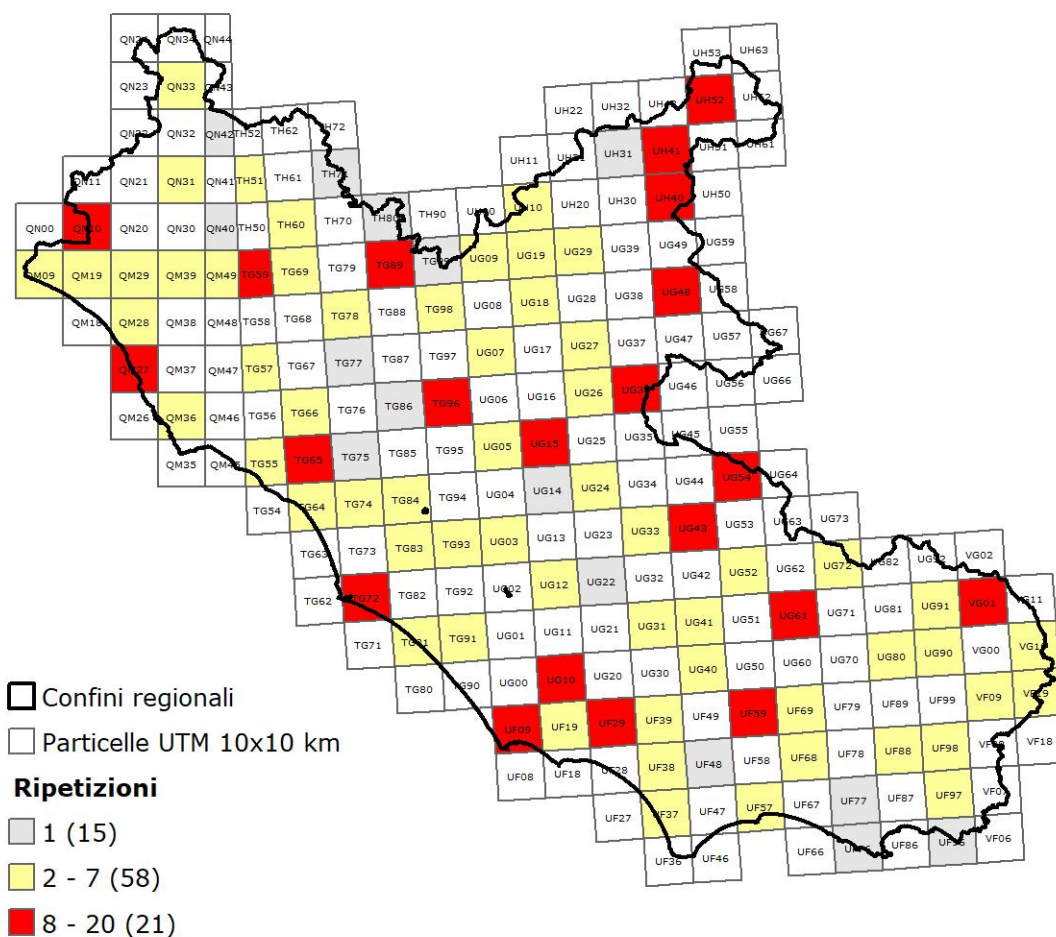 QN34 QN44
UH53 UH63
QN23 QN33
UH52
QN32 QN42 TH52 TH62 TH72
UH22 UH32
UH31 UH41 UH61
QN11 QN21 QN31 QN41 TH51 TH61
UH11
QN00 QN10 QN20 QN30 QN40 TH50 TH60 TH70 TH80 TH90
UH20 UH30 UH40 UH50
QM19 QM29 QM39 QM49 TG59 TG69 TG79 TG89
UG09 UG19 UG29 UG39 UG49 UG59
QM18 QM28 QM38 QM48 TG58 TG68 TG78 TG88 TG98 UG08 UG18 UG28 UG38 UG48 UG58
QM27 QM37 QM47 TG57 TG67 TG77 TG87 TG97 UG07 UG17 UG27 UG37 UG47 UG57 UG67
QM26 QM36 QM46 TG56 TG66 TG76 TG86 TG96 UG06 UG16 UG26 UG46 UG56 UG66
QM35 TG55 TG65 TG75 TG85 TG95 UG05 UG15 UG25 UG35 UG45 UG55
TG54 TG64 TG74 TG84 TG94 UG04 UG14 UG24 UG34 UG44 UG54 UG64
TG63 TG73 TG83 TG93 UG03 UG13 UG23 UG33 UG43 UG53 UG63 UG73
TG62 TG72 TG82 TG92 UG02 UG12 UG22 UG32 UG42 UG52 UG62 UG72 UG82 UG92 VG02
TG71 TG81 TG91 UG01 UG11 UG21 UG31 UG41 UG51 UG61 UG71 UG81 UG91 VG01
TG80 TG90 UG00 UG10 UG20 UG30 UG40 UG50 UG60 UG70 UG80 UG90 VG00
UF09 UF19 UF29 UF39 UF49 UF59 UF69 UF79 UF89 UF99 VF09
UF08 UF18 UF28 UF38 UF48 UF58 UF68 UF78 UF88 UF98 VF18
UF27 UF37 UF47 UF57 UF67 UF77 UF87 UF97
UF36 UF46 UF66 UF86 VF06
Confini regionali
Particelle UTM 10x10 km
Ripetizioni
1 (15)
2 - 7 (58)
8 - 20 (21)